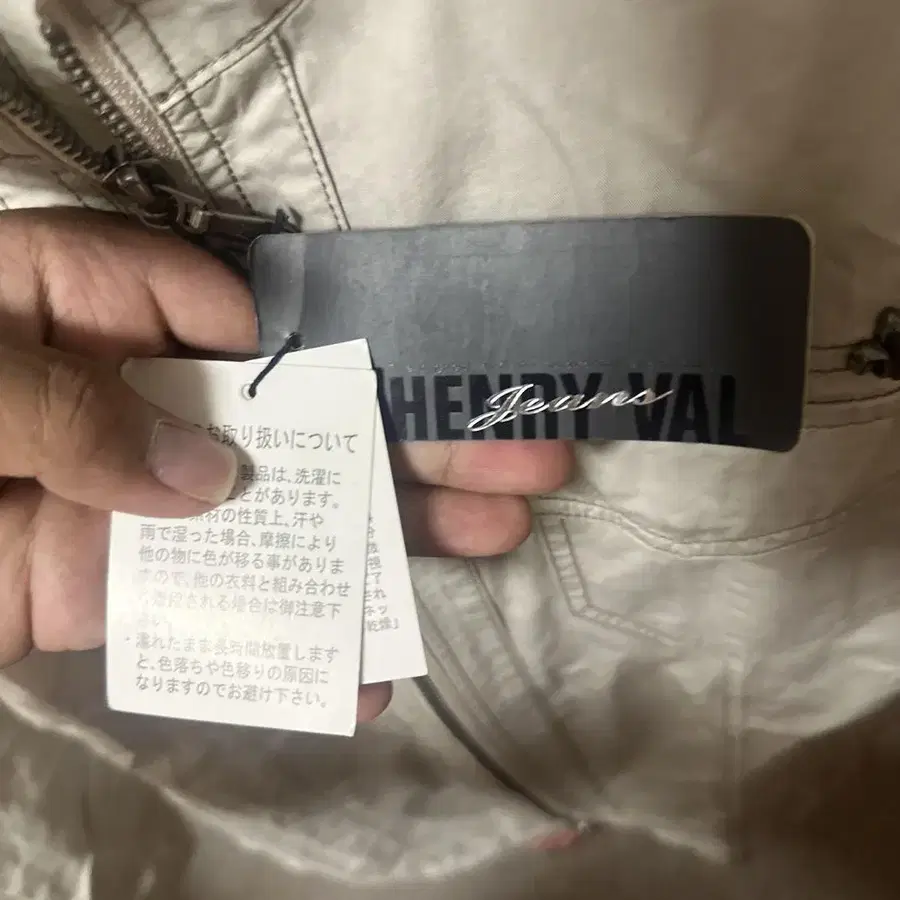 HENRY VAL
Jeans
お取り扱いについて
製品は、洗濯に
ことがあります。
素材の性質上、汗や
雨で湿った場合、摩擦により
他の物に色が移る事がありま
すので、他の衣料と組み合わせ
される場合は御注意下
さい。
・濡れたまま長時間放置します
と、色落ちや色移りの原因に
なりますのでお避け下さい。
ネッ
乾燥」